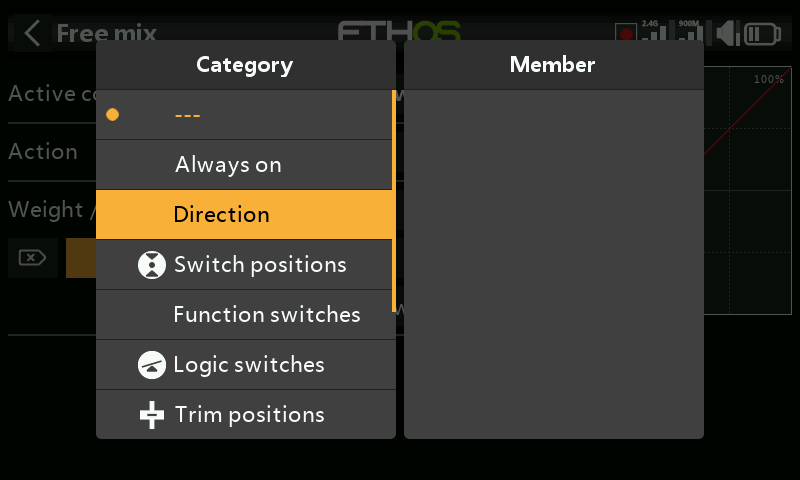 Free mix
ETHOS
2.4G
900M
Category
Member
100%
Active co
---
Always on
Action
Direction
Weight /
Switch positions
Function switches
Logic switches
Trim positions